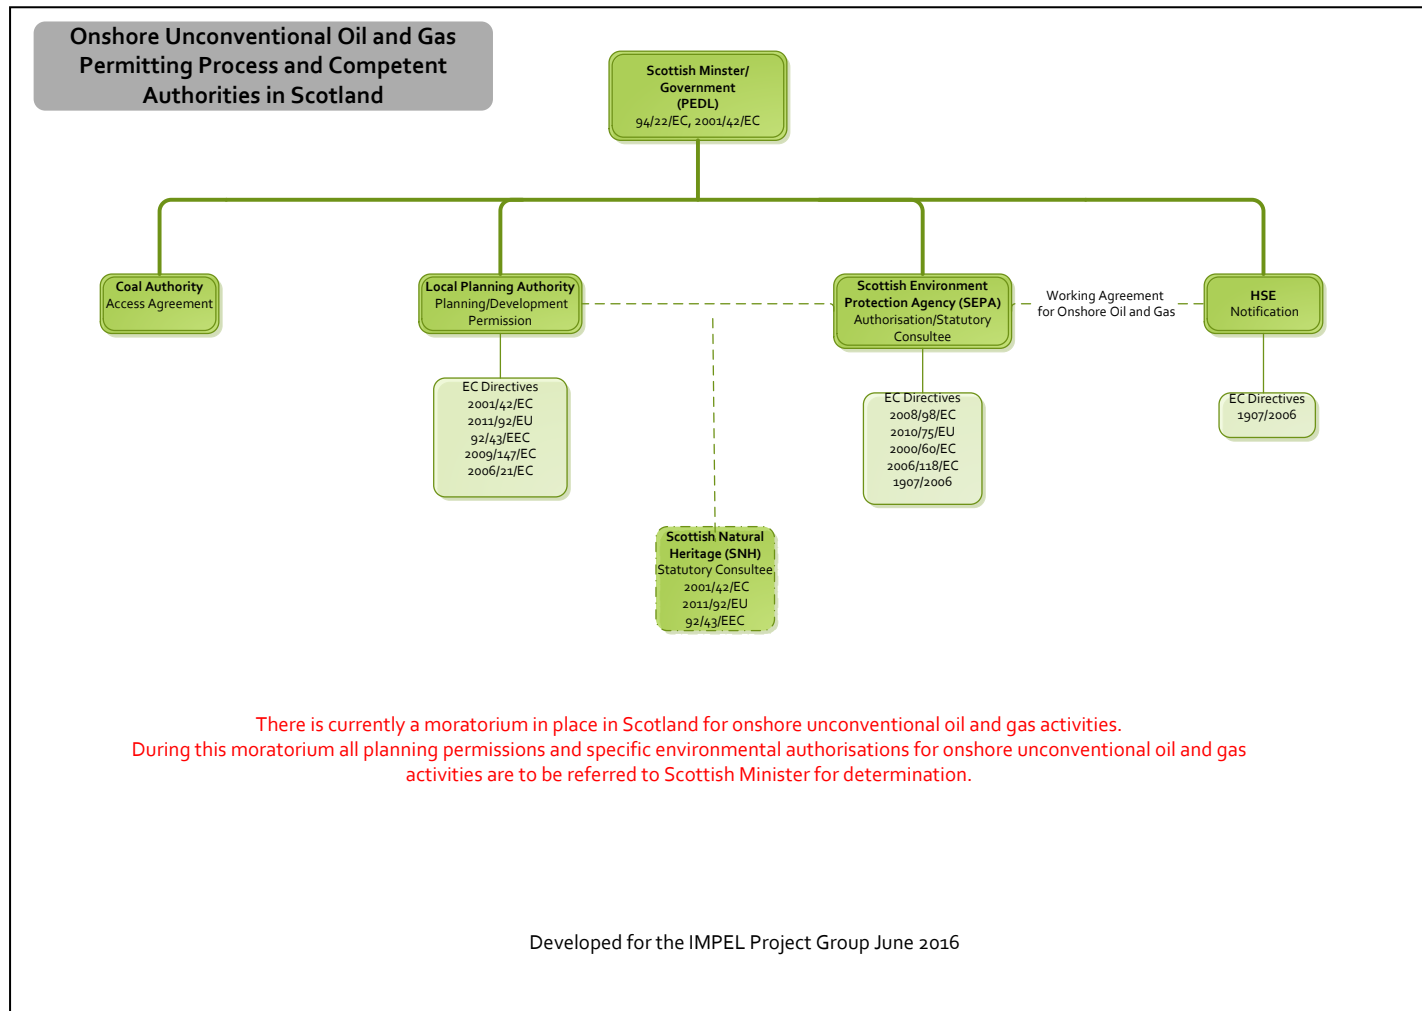 Onshore Unconventional Oil and Gas
Permitting Process and Competent
Authorities in Scotland
Scottish Minster/
Government
(PEDL)
94/22/EC, 2001/42/EC
Coal Authority
Access Agreement
Local Planning Authority
Planning/Development
Permission
Scottish Environment
Protection Agency (SEPA)
Authorisation/Statutory
Consultee
Working Agreement
for Onshore Oil and Gas
HSE
Notification
EC Directives
2001/42/EC
2011/92/EU
92/43/EEC
2009/147/EC
2006/21/EC
EC Directives
2008/98/EC
2010/75/EU
2000/60/EC
2006/118/EC
1907/2006
EC Directives
1907/2006
Scottish Natural
Heritage (SNH)
Statutory Consultee
2001/42/EC
2011/92/EU
92/43/EEC
There is currently a moratorium in place in Scotland for onshore unconventional oil and gas activities.
During this moratorium all planning permissions and specific environmental authorisations for onshore unconventional oil and gas
activities are to be referred to Scottish Minister for determination.
Developed for the IMPEL Project Group June 2016